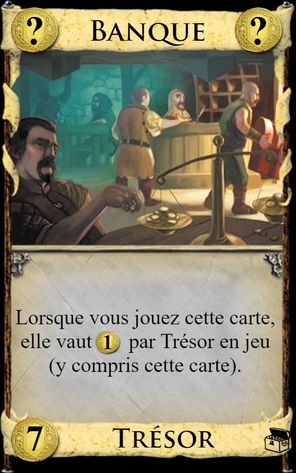 ? BANQUE ?
Lorsque vous jouez cette carte,
elle vaut 1 par Trésor en jeu
(y compris cette carte).
7 TRÉSOR